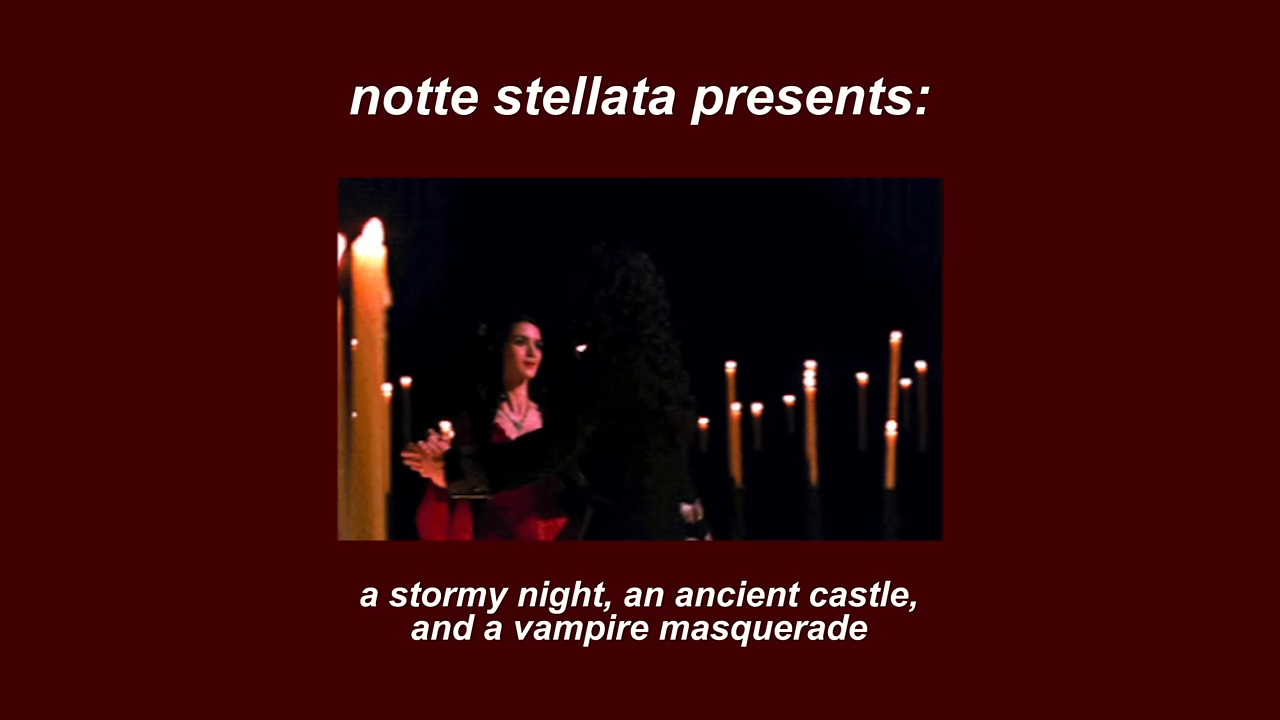 notte stellata presents:
a stormy night, an ancient castle,
and a vampire masquerade